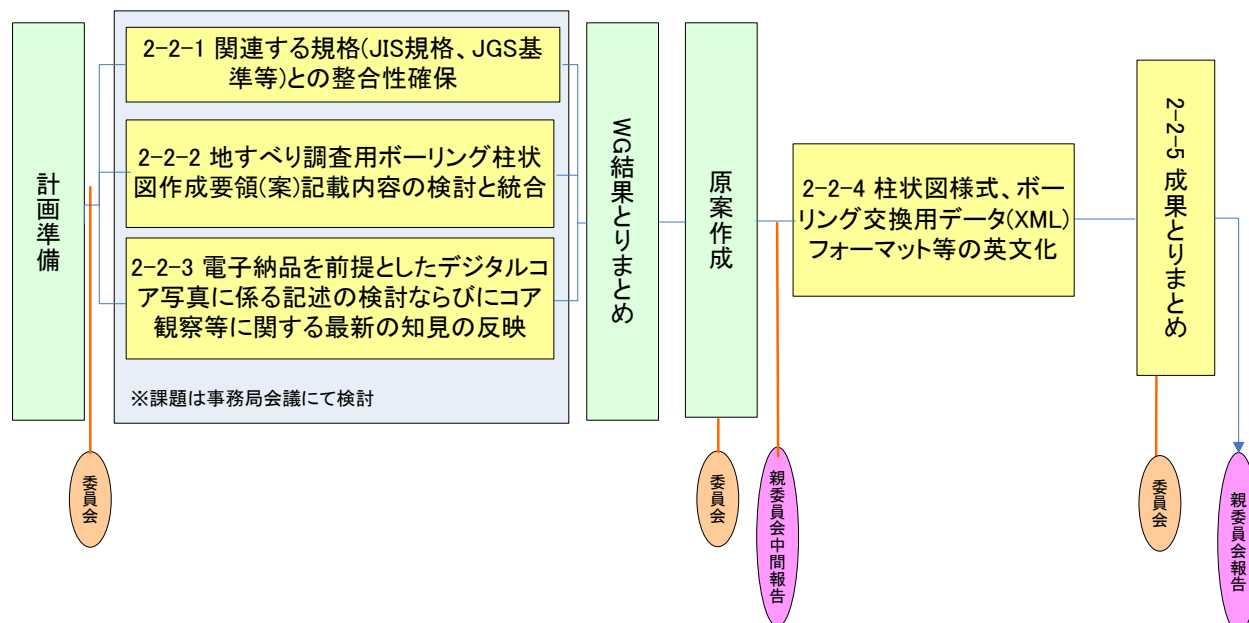 計画準備
2-2-1 関連する規格(JIS規格、JGS基
準等)との整合性確保
2-2-2 地すべり調査用ボーリング柱状
図作成要領(案)記載内容の検討と統合
2-2-3 電子納品を前提としたデジタルコ
ア写真に係る記述の検討ならびにコア
観察等に関する最新の知見の反映
※課題は事務局会議にて検討
WG結果とりまとめ
原案作成
2-2-4 柱状図様式、ボー
リング交換用データ(XML)
フォーマット等の英文化
2-2-5 成果とりまとめ
委員会
委員会
親委員会中間報告
委員会
親委員会報告